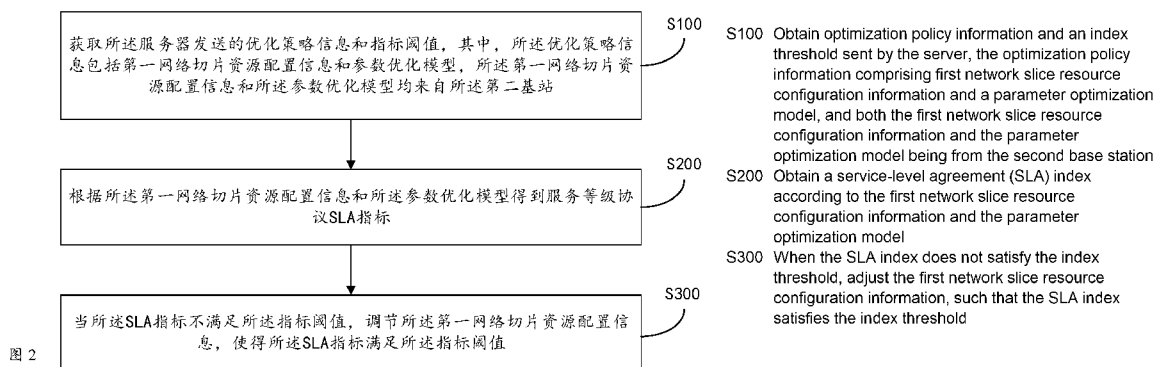 获取所述服务器发送的优化策略信息和指标阈值，其中，所述优化策略信
息包括第一网络切片资源配置信息和参数优化模型，所述第一网络切片资
源配置信息和所述参数优化模型均来自所述第二基站
S100
根据所述第一网络切片资源配置信息和所述参数优化模型得到服务等级协
议SLA指标
S200
当所述SLA指标不满足所述指标阈值，调节所述第一网络切片资源配置信
息，使得所述SLA指标满足所述指标阈值
S300
图 2
S100 Obtain optimization policy information and an index
threshold sent by the server, the optimization policy
information comprising first network slice resource
configuration information and a parameter optimization
model, and both the first network slice resource
configuration information and the parameter
optimization model being from the second base station
S200 Obtain a service-level agreement (SLA) index
according to the first network slice resource
configuration information and the parameter
optimization model
S300 When the SLA index does not satisfy the index
threshold, adjust the first network slice resource
configuration information, such that the SLA index
satisfies the index threshold